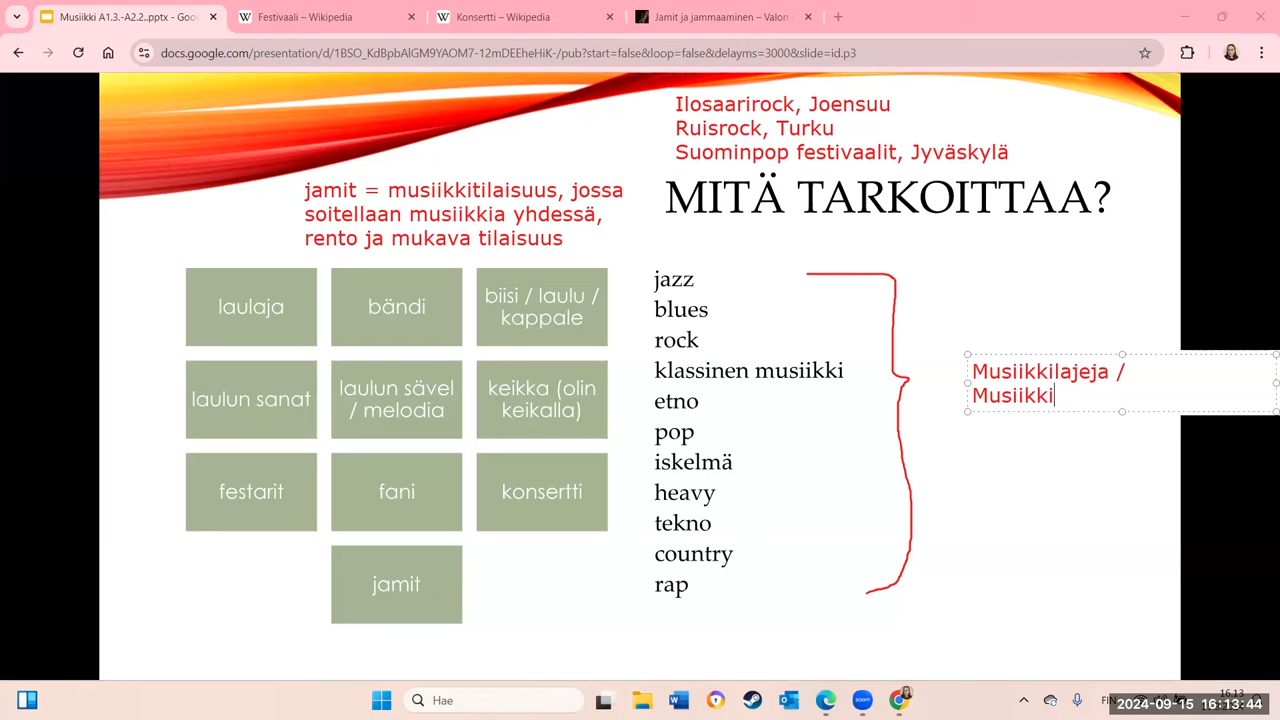 Musiikki A1.3.-A2.2..pptx - Goo
Festivaali – Wikipedia
Konsertti – Wikipedia
Jamit ja jammaaminen – Valon
docs.google.com/presentation/d/1BSO_KdBpbAlGM9YAOM7-12mDEEheHiK-/pub?start=false&loop=false&delayms=3000&slide=id.p3
Ilosaarirock, Joensuu
Ruisrock, Turku
Suominpop festivaalit, Jyväskylä
MITÄ TARKOITTAA?
jamit = musiikkitilaisuus, jossa
soitellaan musiikkia yhdessä,
rento ja mukava tilaisuus
laulaja
bändi
biisi / laulu /
kappale
laulun sanat
laulun sävel
/ melodia
keikka (olin
keikalla)
festarit
fani
konsertti
jamit
jazz
blues
rock
klassinen musiikki
etno
pop
iskelmä
heavy
tekno
country
rap
Musiikkilajeja /
Musiikki
Hae
FIN
16.13
2024-09-15 16:13:44